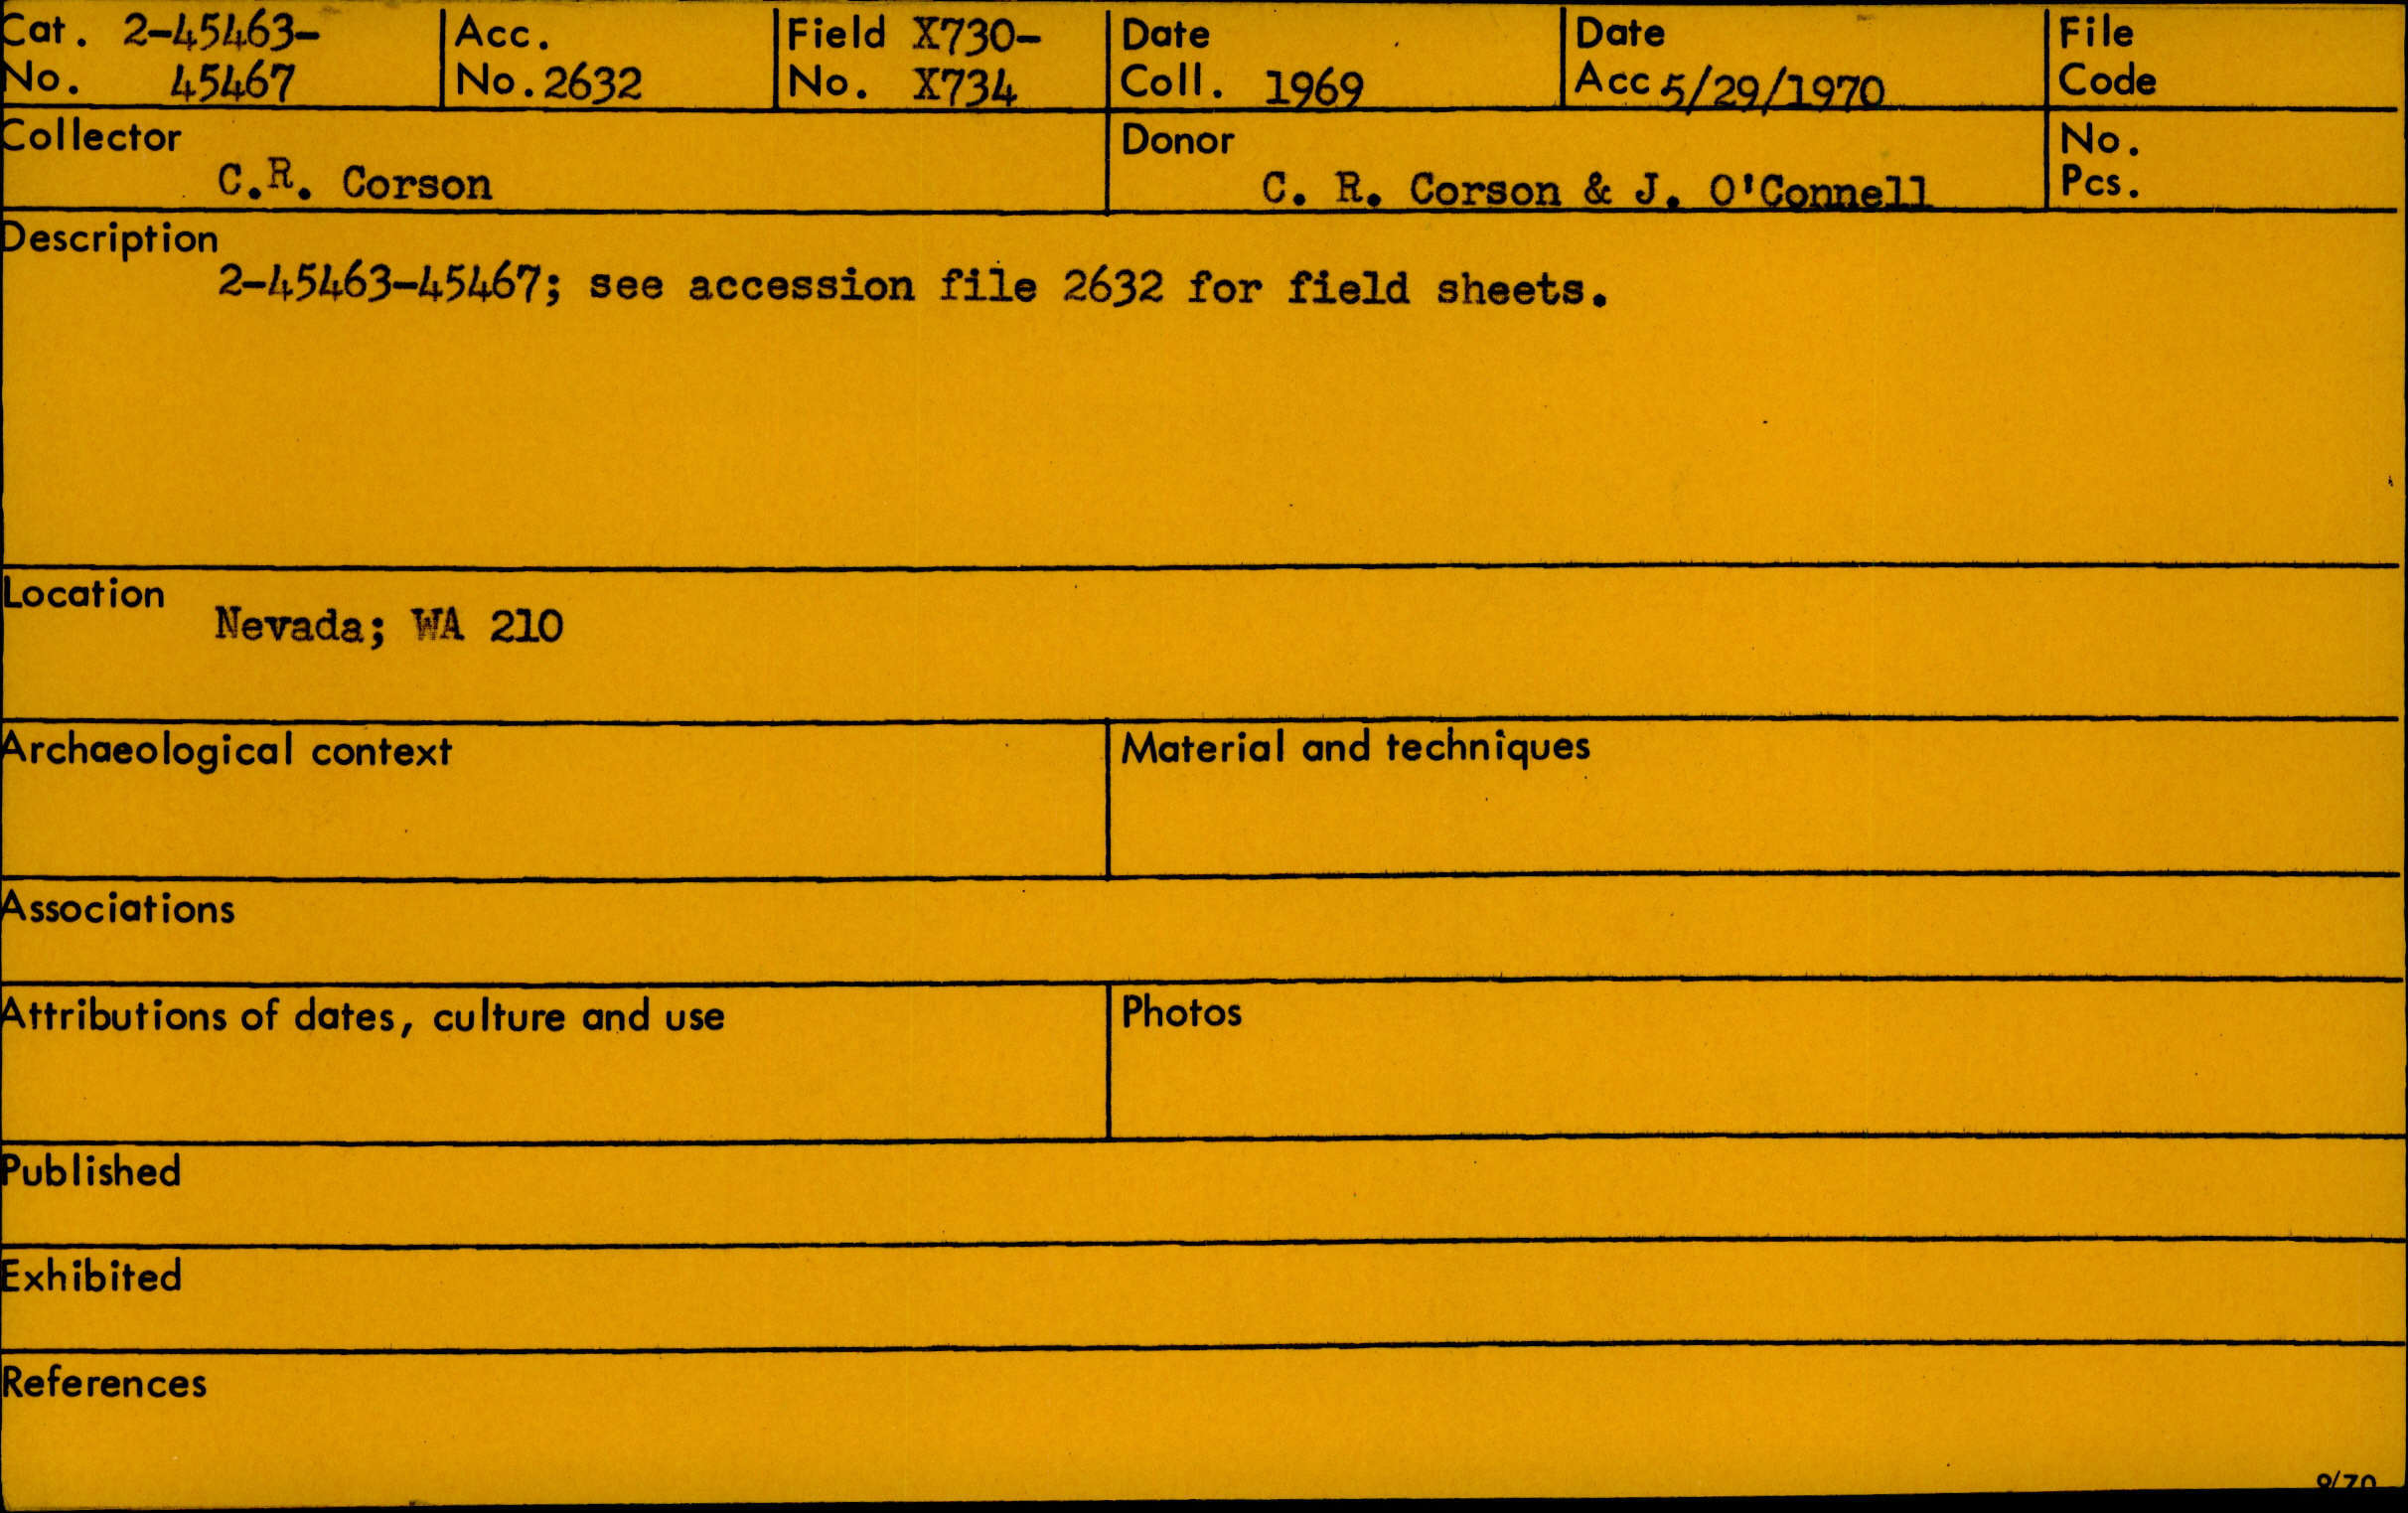 Cat. 2-45463- Acc. Field X730- Date Date File
No. 45467 No. 2632 No. X734 Coll. 1969 Acc 5/29/1970 Code
Collector Donor No.
C.R. Corson C. R. Corson & J. O'Connell Pcs.
Description
2-45463-45467; see accession file 2632 for field sheets.
Location
Nevada; WA 210
Archaeological context Material and techniques
Associations
Attributions of dates, culture and use Photos
Published
Exhibited
References